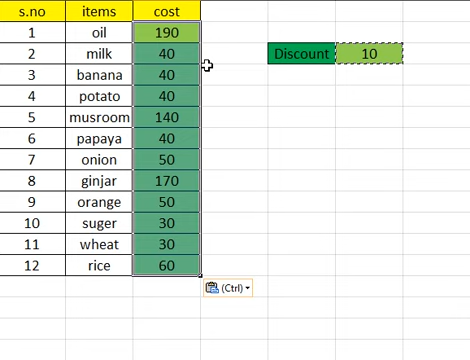 s.no items cost
1 oil 190
2 milk 40 Discount 10
3 banana 40
4 potato 40
5 musroom 140
6 papaya 40
7 onion 50
8 ginjar 170
9 orange 50
10 suger 30
11 wheat 30
12 rice 60
(Ctrl)